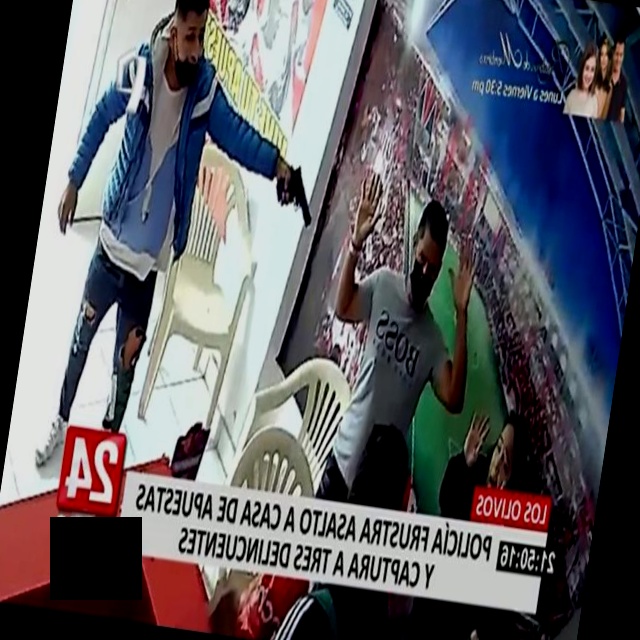 Lunes a Viernes 5:30 pm
BOSS
24
LOS OLIVOS
21:50:16
POLICÍA FRUSTRA ASALTO A CASA DE APUESTAS
Y CAPTURA A TRES DELINCUENTES